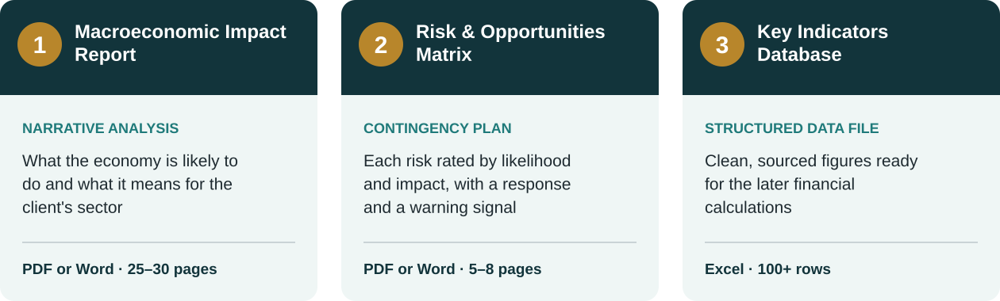 1
Macroeconomic Impact
Report
NARRATIVE ANALYSIS
What the economy is likely to
do and what it means for the
client's sector
PDF or Word · 25–30 pages
2
Risk & Opportunities
Matrix
CONTINGENCY PLAN
Each risk rated by likelihood
and impact, with a response
and a warning signal
PDF or Word · 5–8 pages
3
Key Indicators
Database
STRUCTURED DATA FILE
Clean, sourced figures ready
for the later financial
calculations
Excel · 100+ rows